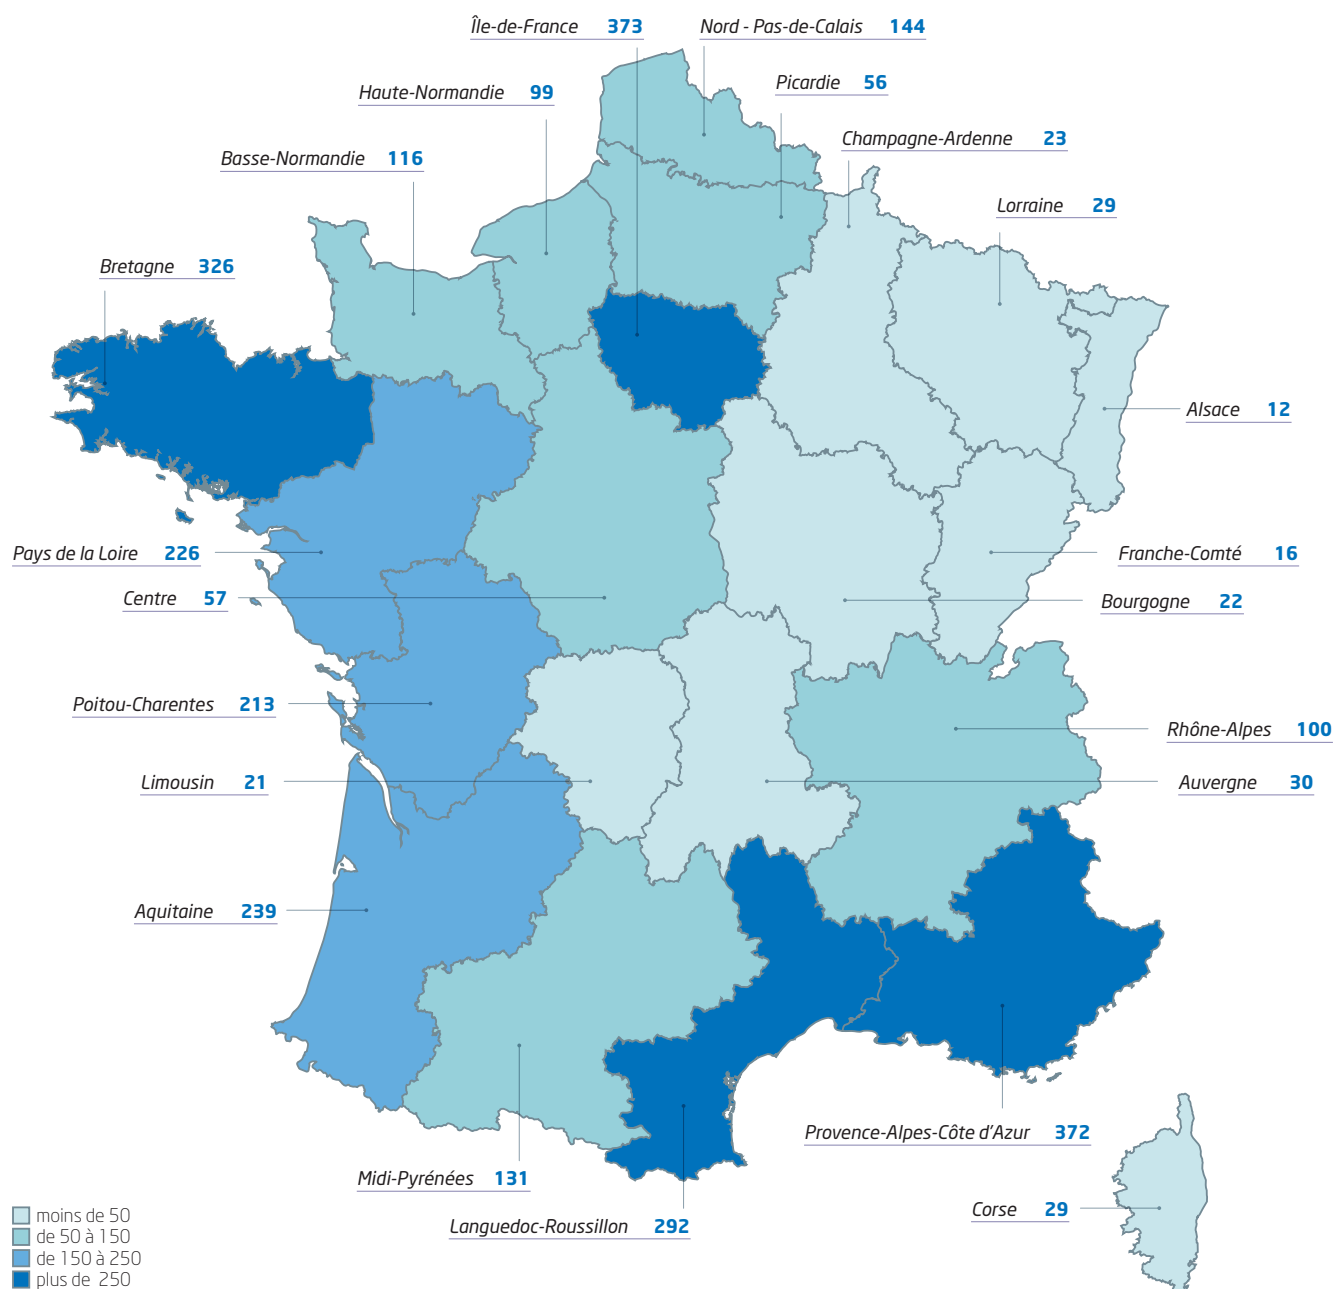 Île-de-France 373
Nord - Pas-de-Calais 144
Picardie 56
Haute-Normandie 99
Champagne-Ardenne 23
Basse-Normandie 116
Lorraine 29
Bretagne 326
Alsace 12
Pays de la Loire 226
Franche-Comté 16
Centre 57
Bourgogne 22
Poitou-Charentes 213
Rhône-Alpes 100
Limousin 21
Auvergne 30
Aquitaine 239
Provence-Alpes-Côte d'Azur 372
Midi-Pyrénées 131
Corse 29
Languedoc-Roussillon 292
moins de 50
de 50 à 150
de 150 à 250
plus de 250